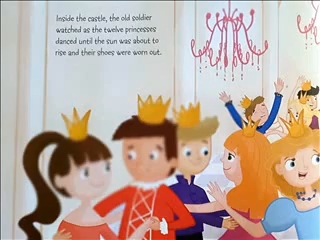 Inside the castle, the old soldier
watched as the twelve princesses
danced until the sun was about to
rise and their shoes were worn out.